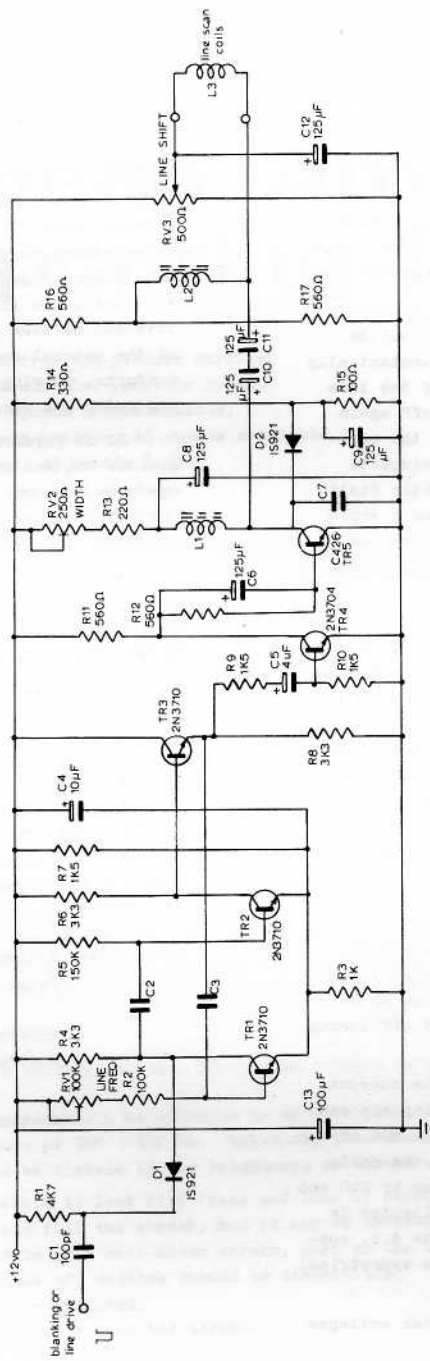 +12vo
blanking or
line drive
C1
100pF
R1
4K7
D1
IS921
RV1
100K
LINE
FREQ
R2
100K
R4
3K3
C2
C3
TR1
2N3710
C13
100µF
R3
1K
R5
150K
R6
3K3
R7
1K5
C4
10µF
TR2
2N3710
TR3
2N3710
R8
3K3
R9
1K5
C5
4uF
R10
1K5
2N3704
TR4
R11
560Ω
R12
560Ω
125µF
C6
RV2
250Ω
WIDTH
R13
220Ω
L1
C8
125µF
C426
TR5
C7
D2
IS921
R14
330Ω
R15
100Ω
C9
125
µF
125
µF
C10
125
µF
C11
R16
560Ω
L2
R17
560Ω
RV3
500Ω
LINE SHIFT
C12
125µF
line scan
coils
L3